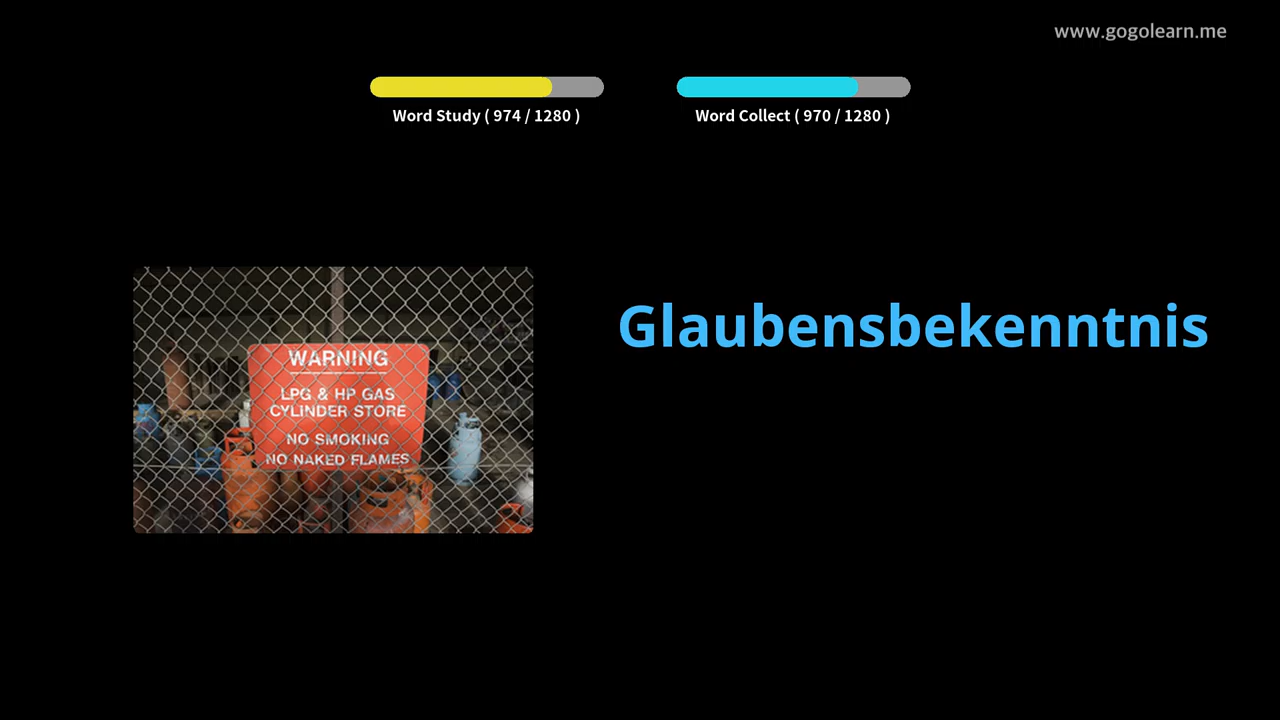 www.gogolearn.me
Word Study ( 974 / 1280 )
Word Collect ( 970 / 1280 )
Glaubensbekenntnis
WARNING
LPG & HP GAS
CYLINDER STORE
NO SMOKING
NO NAKED FLAMES